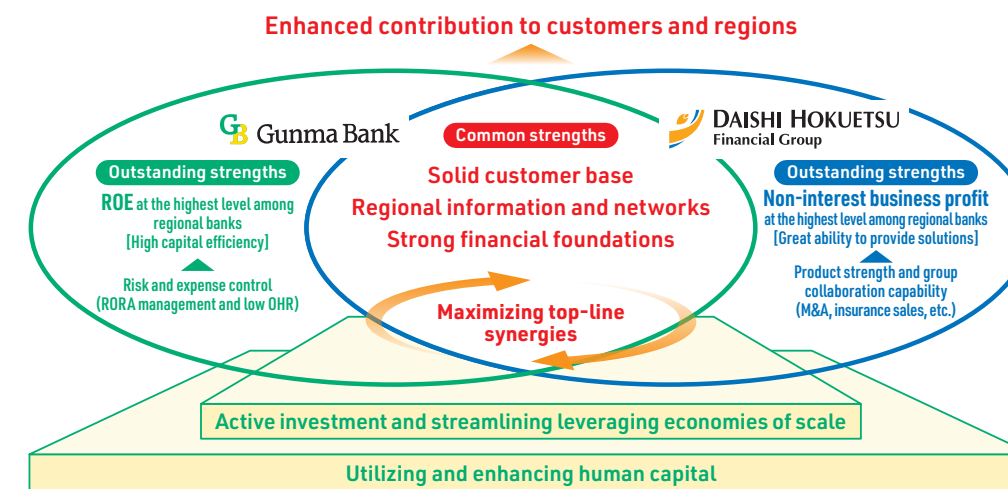 Enhanced contribution to customers and regions
GB Gunma Bank
Outstanding strengths
ROE at the highest level among
regional banks
[High capital efficiency]
Risk and expense control
(RORA management and low OHR)
Common strengths
Solid customer base
Regional information and networks
Strong financial foundations
Maximizing top-line
synergies
DAISHI HOKUETSU
Financial Group
Outstanding strengths
Non-interest business profit
at the highest level among regional banks
[Great ability to provide solutions]
Product strength and group
collaboration capability
(M&A, insurance sales, etc.)
Active investment and streamlining leveraging economies of scale
Utilizing and enhancing human capital